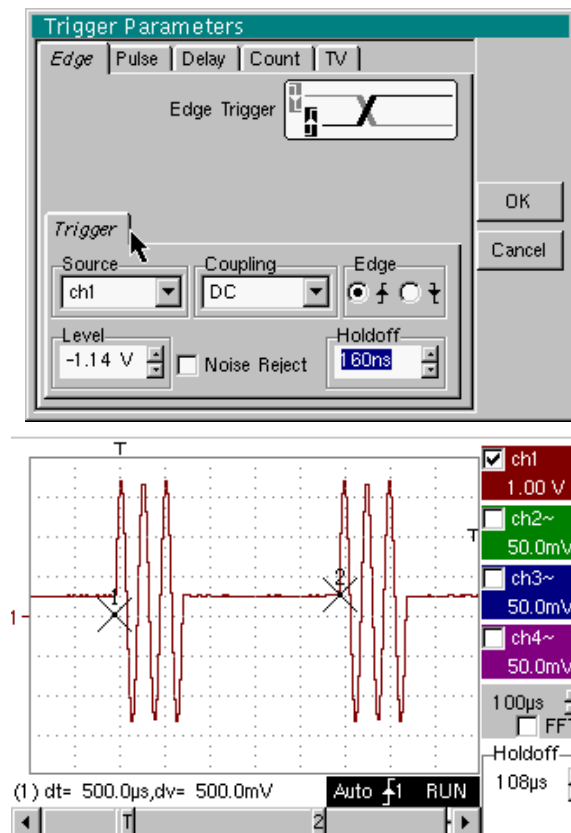 Trigger Parameters
Edge Pulse Delay Count TV
Edge Trigger
OK
Trigger
Cancel
Source Coupling Edge
ch1 DC
Level Holdoff
-1.14 V Noise Reject 160ns
T
ch1
1.00 V
ch2~
50.0mV
T
ch3~
50.0mV
2
1
1-
ch4~
50.0mV
100µs
FFT
Holdoff
108µs
(1) dt= 500.0µs,dv= 500.0mV Auto 1 RUN
T 2